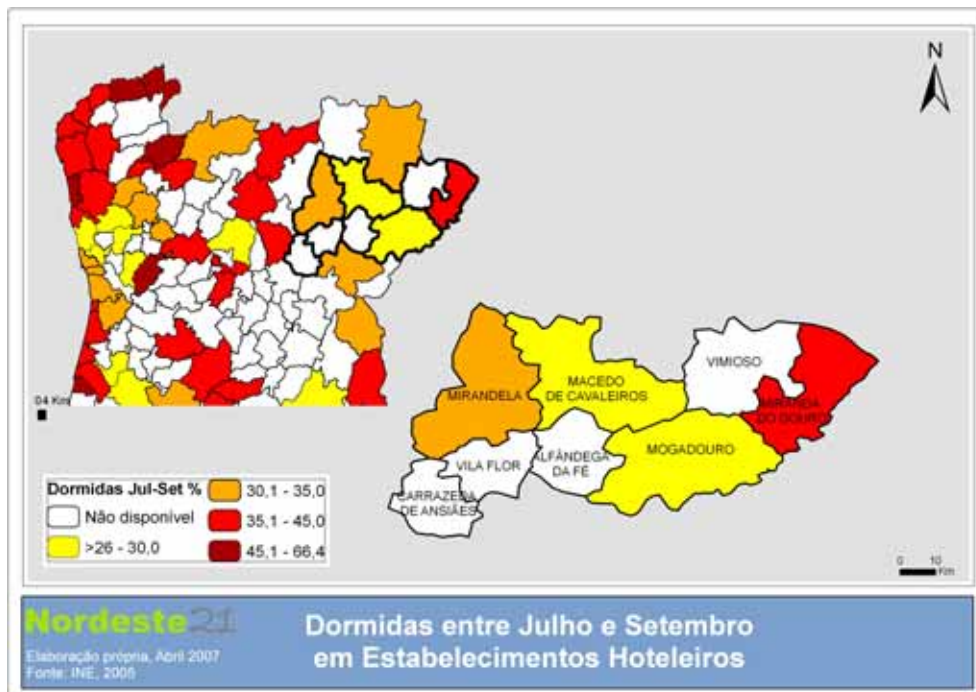 N
04 Km
MIRANDELA
MACEDO
DE CAVALEIROS
VIMIOSO
MIRANDA
DO DOURO
MOGADOURO
ALFÂNDEGA
DA FÉ
VILA FLOR
CARRAZEDA
DE ANSIÃES
Dormidas Jul-Set %
Não disponível
>26 - 30,0
30,1 - 35,0
35,1 - 45,0
45,1 - 66,4
0 10
Km
Nordeste21
Elaboração própria, Abril 2007
Fonte: INE, 2005
Dormidas entre Julho e Setembro
em Estabelecimentos Hoteleiros